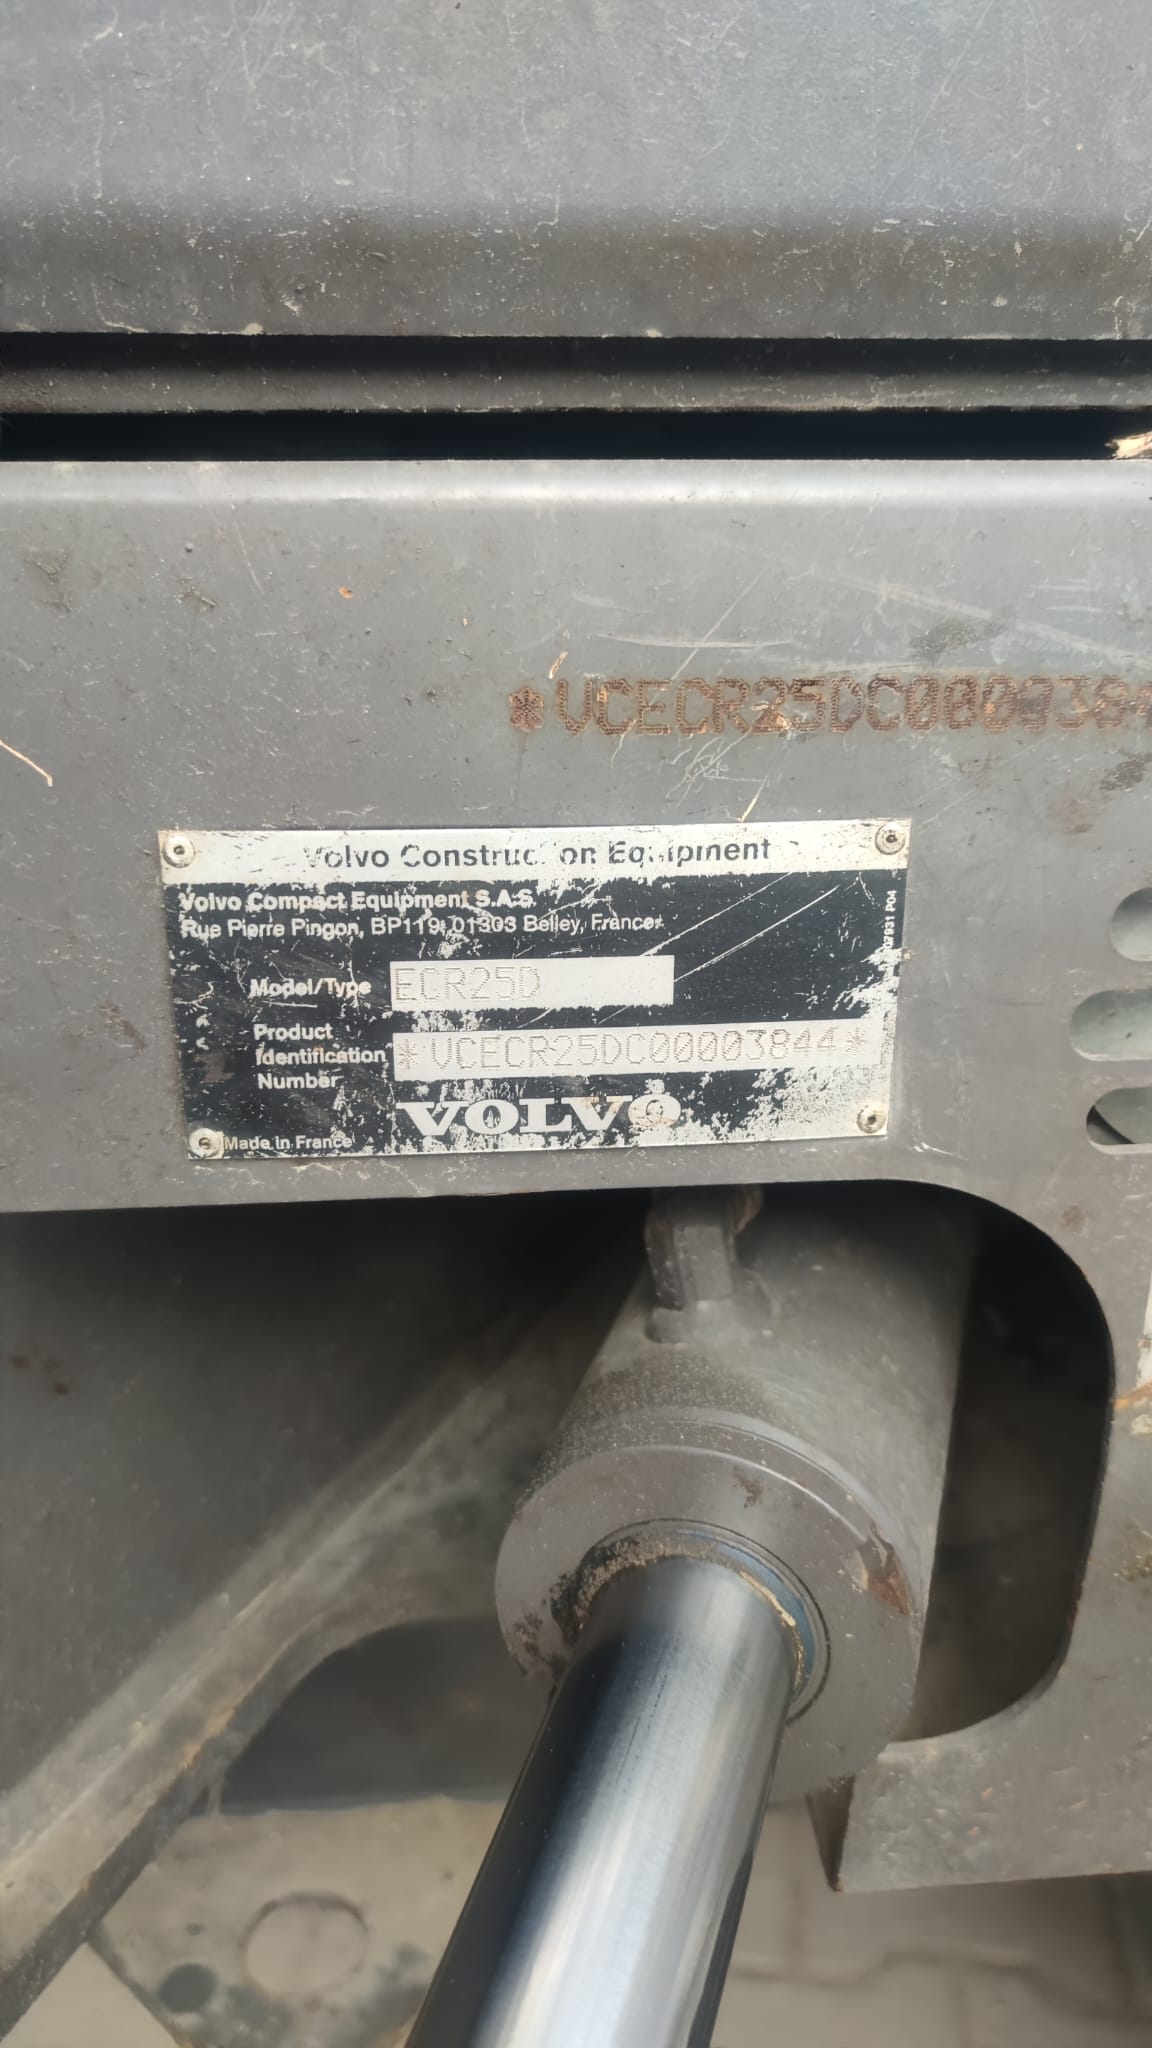 *VCECR25DC0000384
Volvo Construction Equipment
Volvo Compact Equipment S.A.S.
Rue Pierre Pingon, BP119, 01303 Belley, France
Model/Type ECR25D
Product
Identification
Number
*VCECR25DC00003844*
VOLVO
Made in France